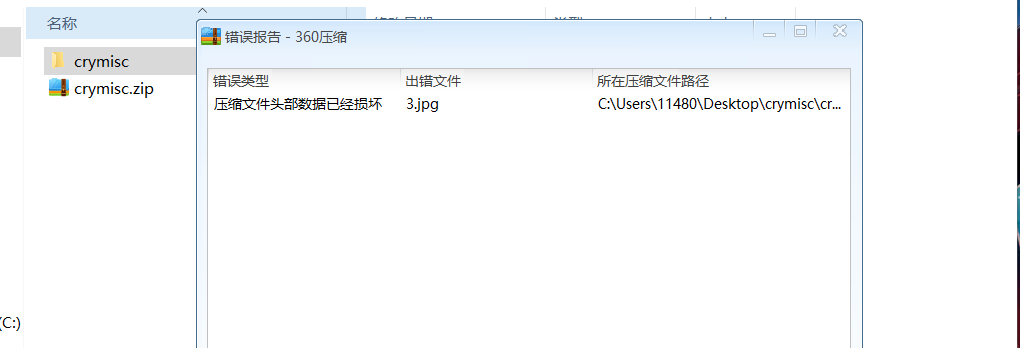 名称
错误报告 - 360压缩
crymisc
错误类型 出错文件 所在压缩文件路径
crymisc.zip
压缩文件头部数据已经损坏 3.jpg C:\Users\11480\Desktop\crymisc\cr...
(C:)